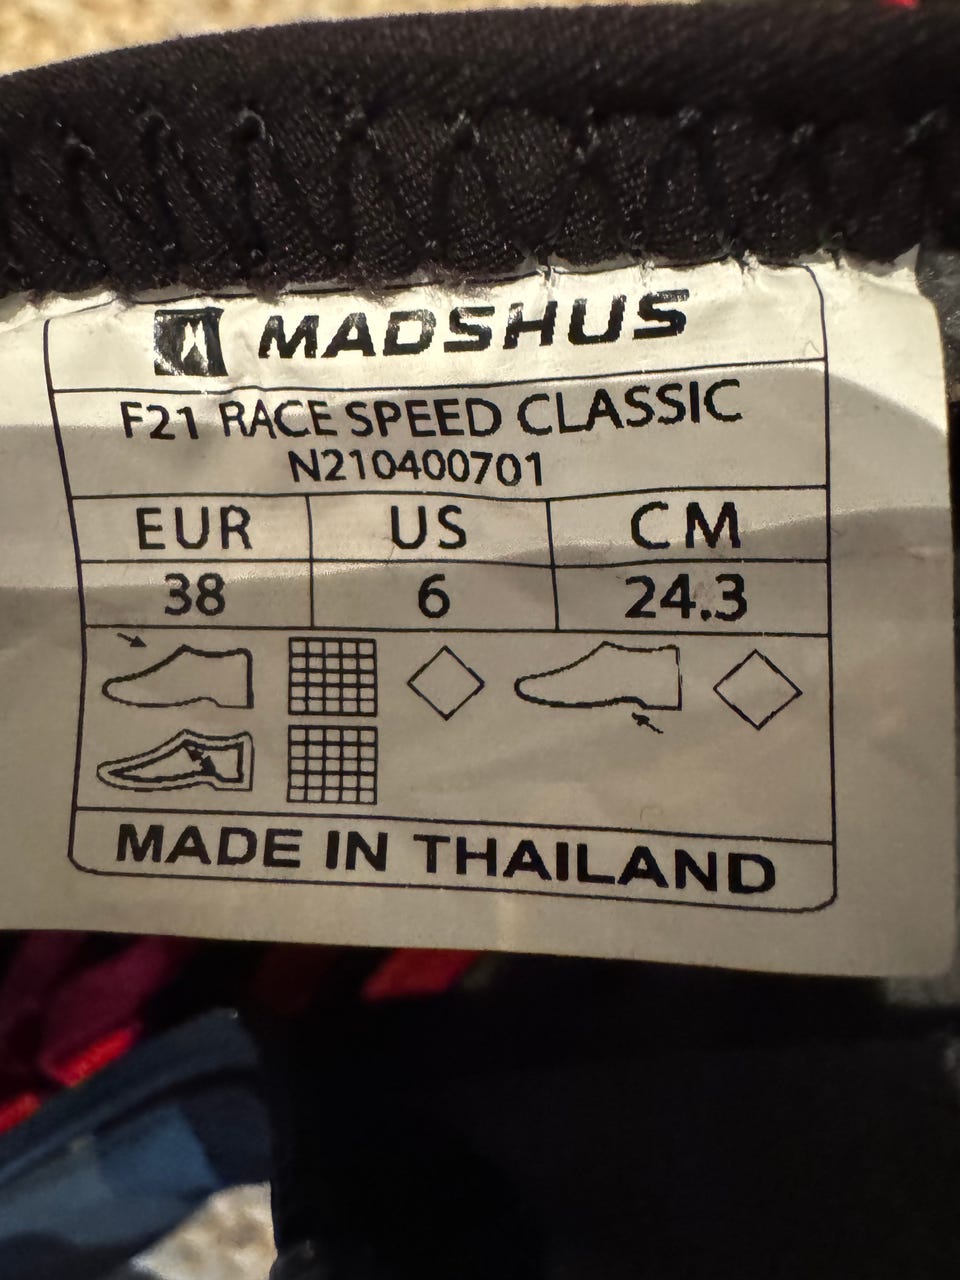 MADSHUS
F21 RACE SPEED CLASSIC
N210400701
EUR US CM
38 6 24.3
MADE IN THAILAND